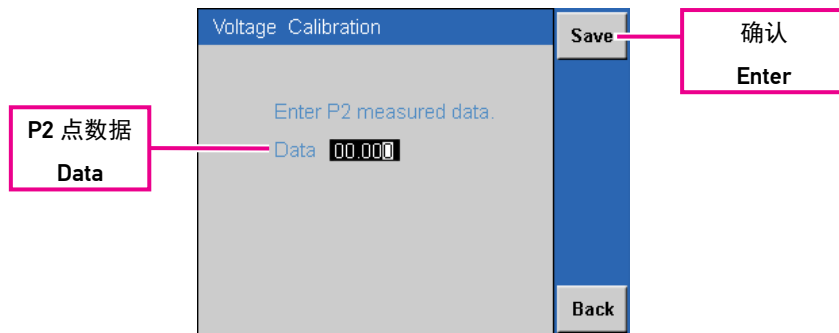 Voltage Calibration
Save
确认
Enter
Enter P2 measured data.
P2 点数据
Data
Data 00.000
Back